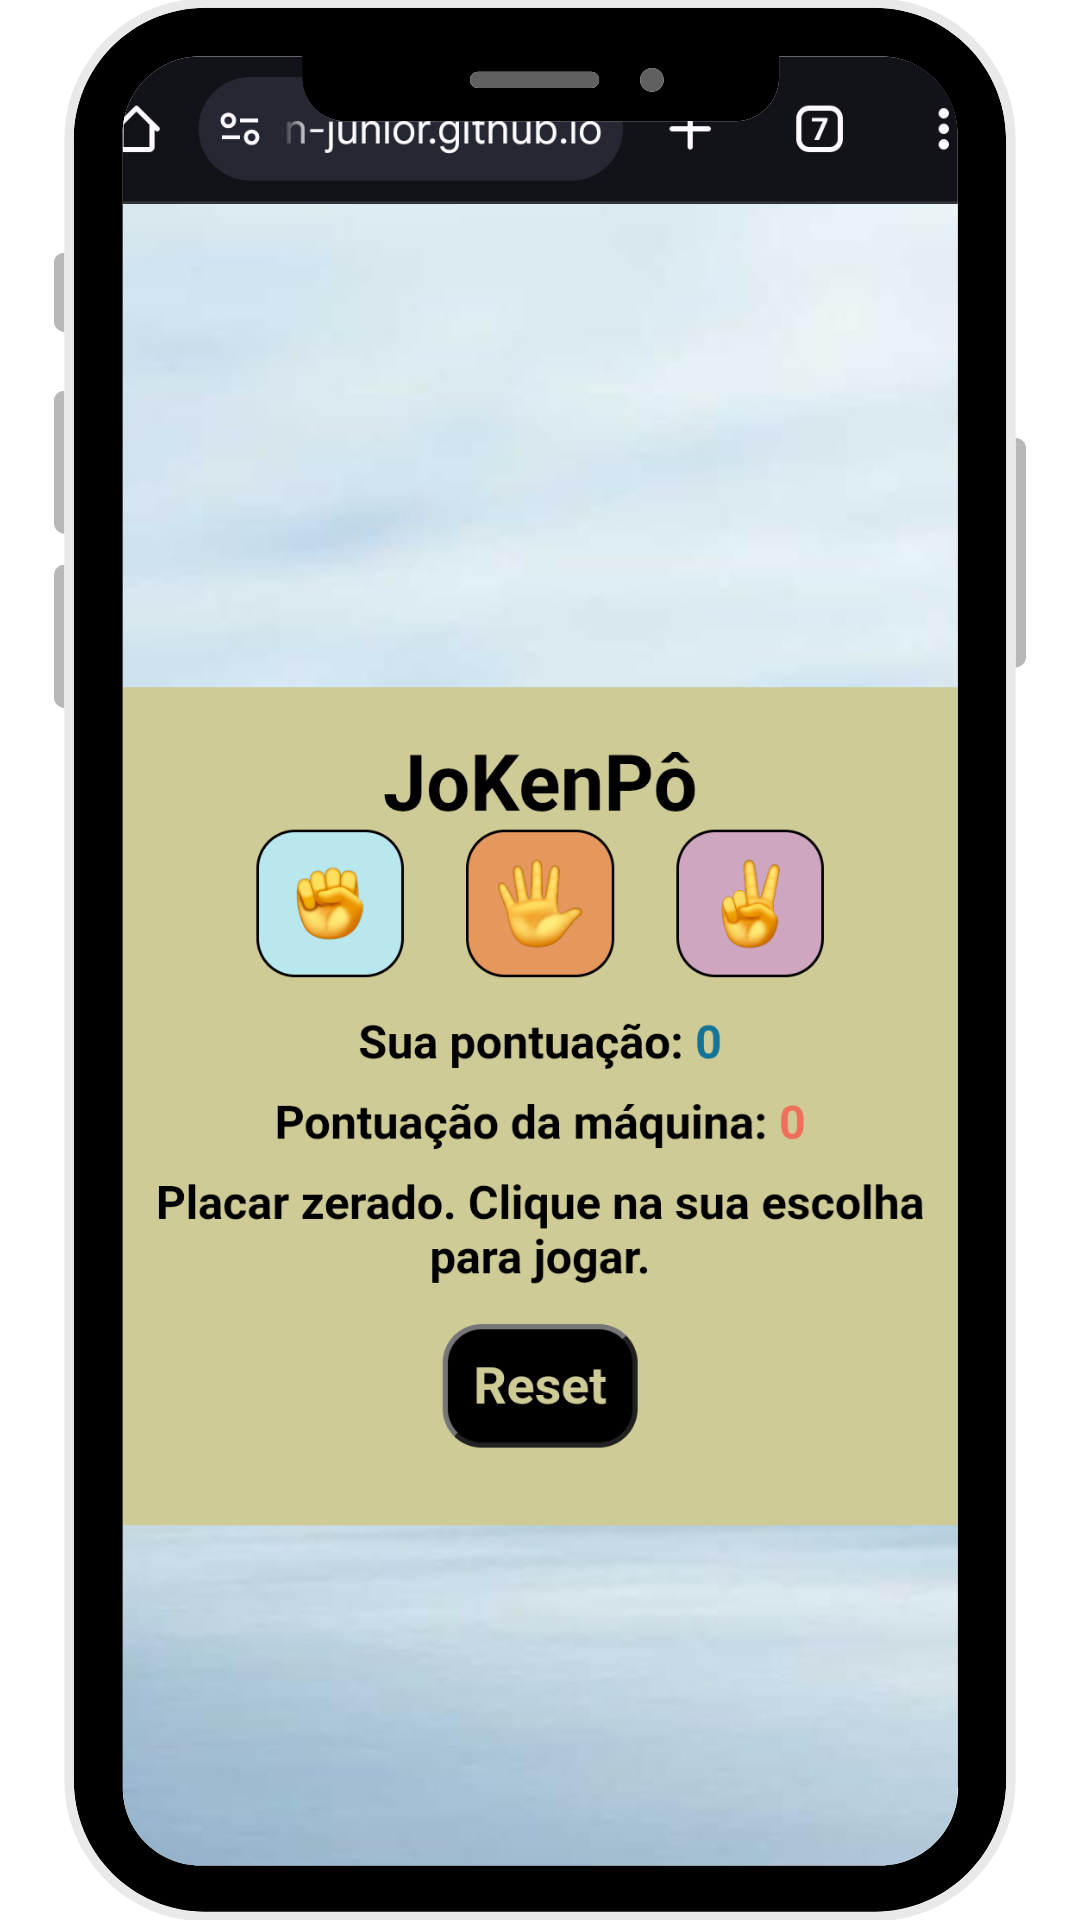 n-junior.github.io
7
JoKenPô
Sua pontuação: 0
Pontuação da máquina: 0
Placar zerado. Clique na sua escolha
para jogar.
Reset